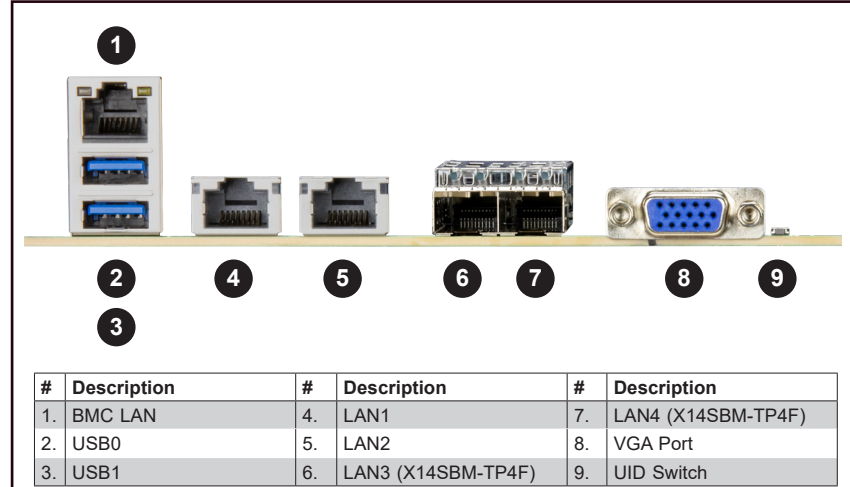 1
2
3
4
5
6
7
8
9
# Description # Description # Description
1. BMC LAN 4. LAN1 7. LAN4 (X14SBM-TP4F)
2. USB0 5. LAN2 8. VGA Port
3. USB1 6. LAN3 (X14SBM-TP4F) 9. UID Switch